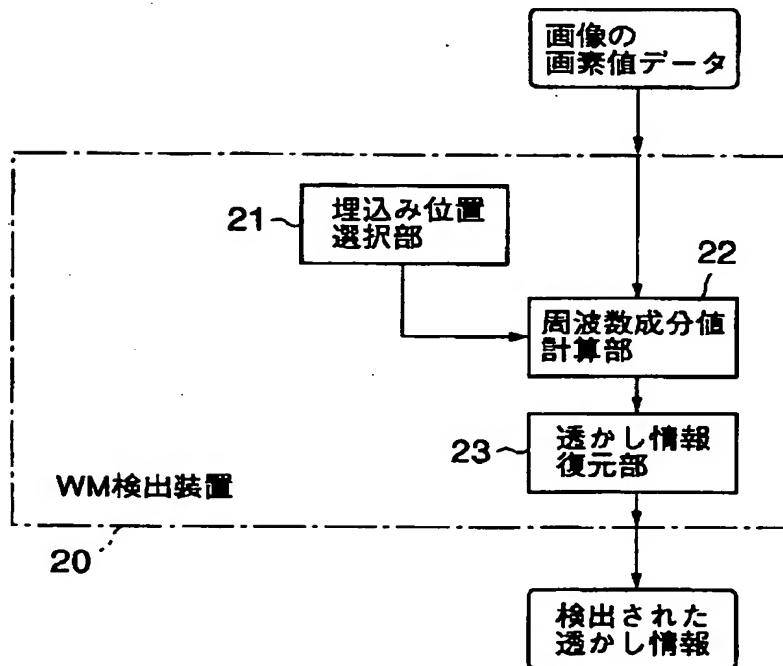 画像の
画素値データ
21
埋込み位置
選択部
22
周波数成分値
計算部
23
透かし情報
復元部
WM検出装置
20
検出された
透かし情報